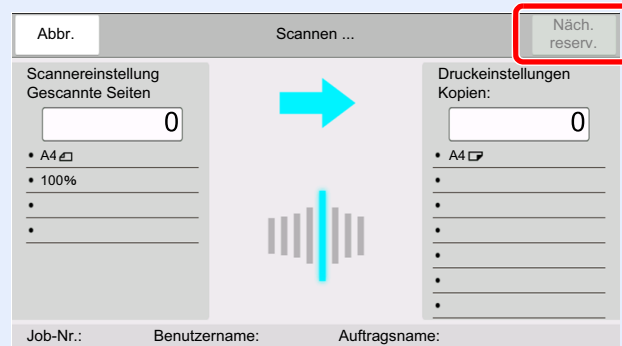 Abbr.
Scannen ...
Näch.
reserv.
Scannereinstellung
Gescannte Seiten
0
• A4
• 100%
•
•
Druckeinstellungen
Kopien:
0
• A4
•
•
•
•
•
•
Job-Nr.: Benutzername: Auftragsname: